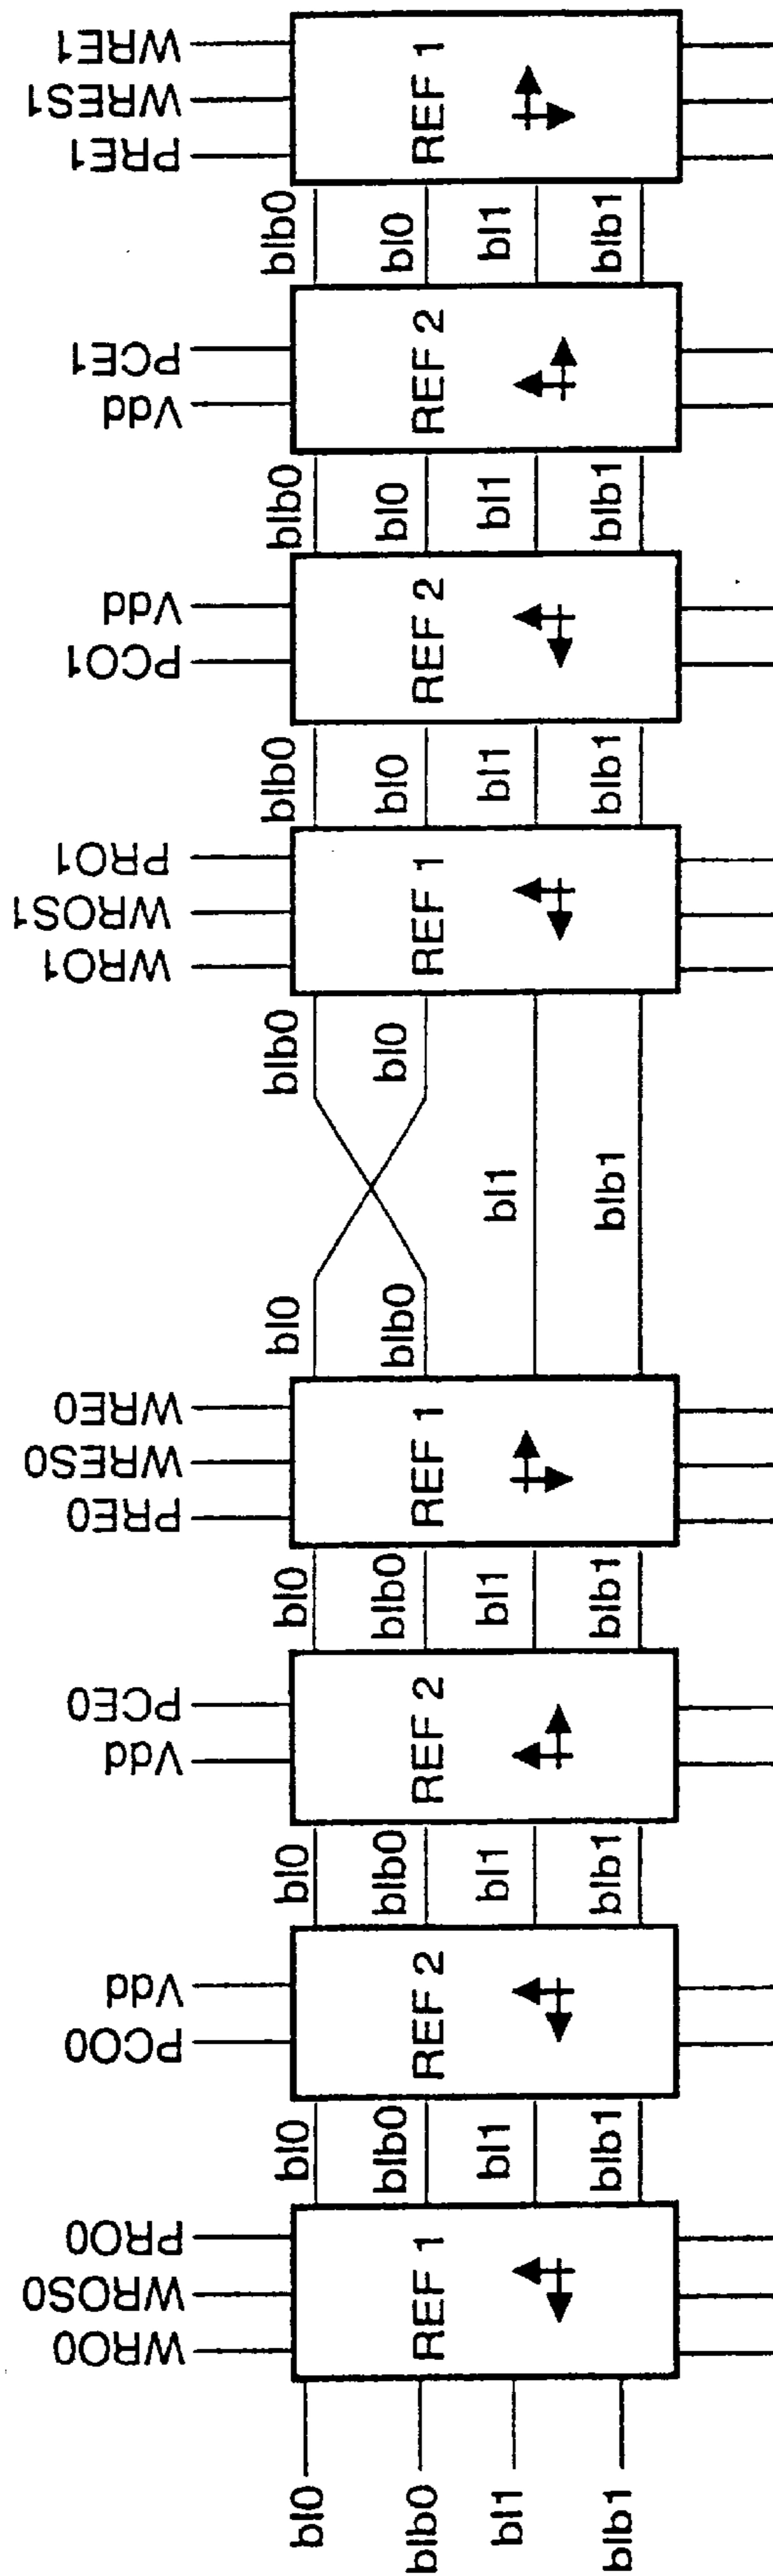 WRE1
WRES1
PRE1
REF 1
blb0
bl0
bl1
blb1
PCE1
Vdd
REF 2
blb0
bl0
bl1
blb1
Vdd
PCO1
REF 2
blb0
bl0
bl1
blb1
PRO1
WROS1
WRO1
REF 1
blb0
bl0
bl1
blb1
bl0
blb0
WRE0
WRES0
PRE0
REF 1
bl0
blb0
bl1
blb1
PCE0
Vdd
REF 2
bl0
blb0
bl1
blb1
Vdd
PCO0
REF 2
bl0
blb0
bl1
blb1
PRO0
WROS0
WRO0
REF 1
bl0
blb0
bl1
blb1